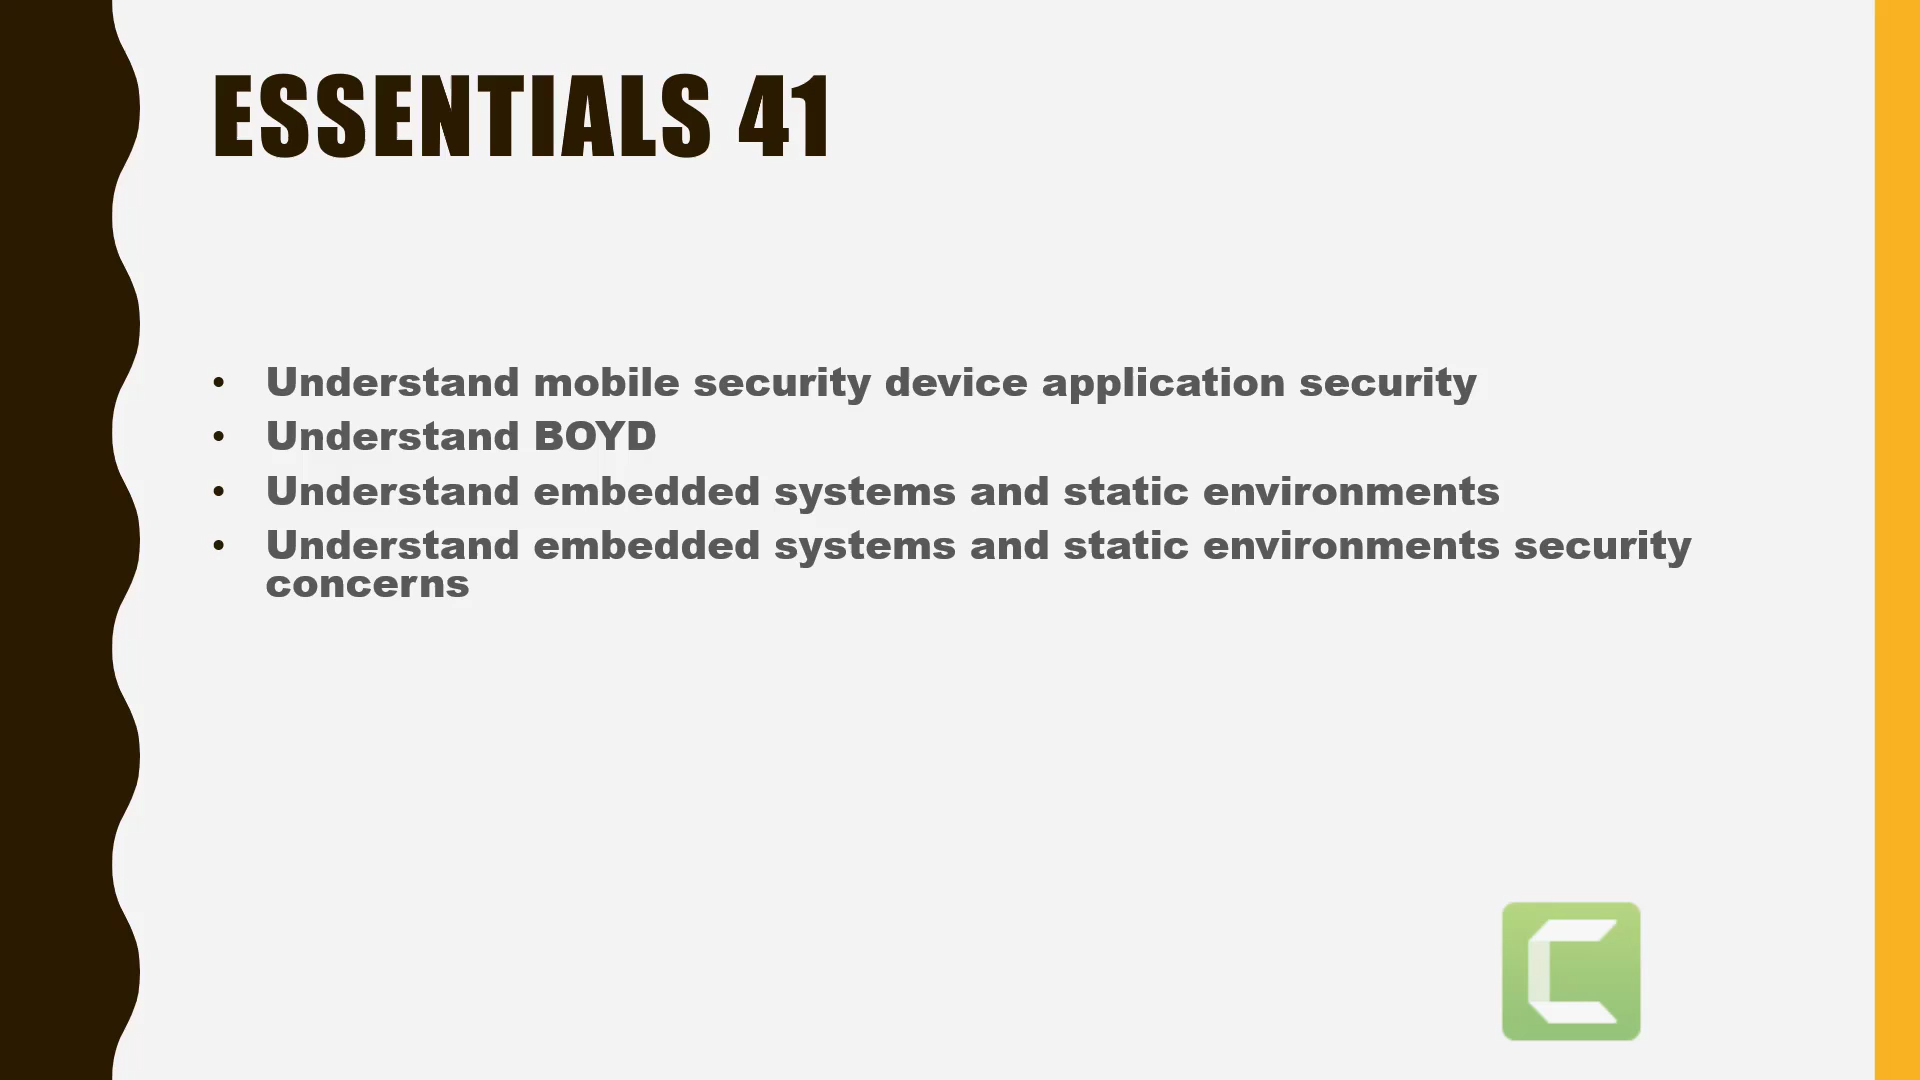 ESSENTIALS 41
• Understand mobile security device application security
• Understand BOYD
• Understand embedded systems and static environments
• Understand embedded systems and static environments security
concerns